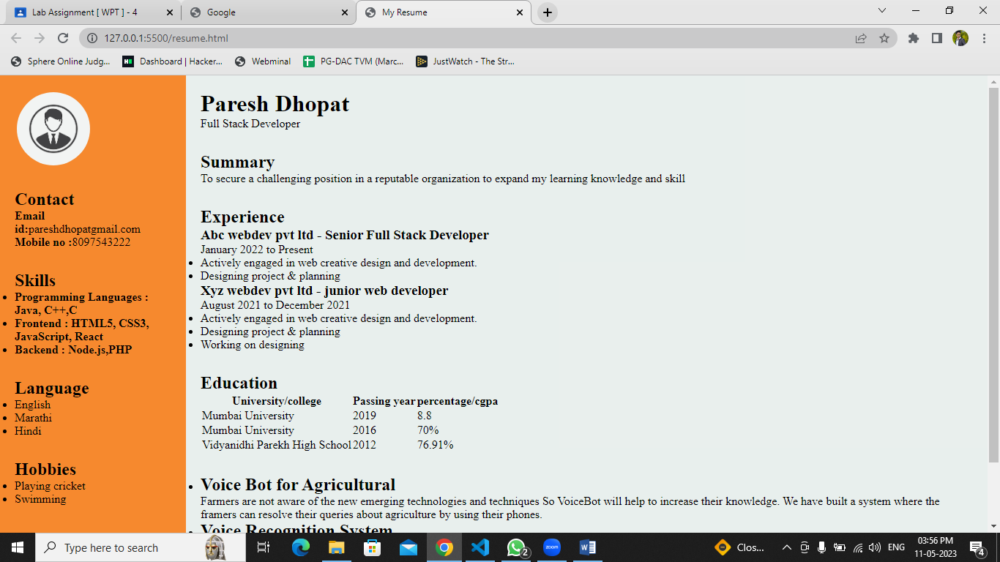 Lab Assignment [ WPT ] - 4
Google
My Resume
127.0.0.1:5500/resume.html
Sphere Online Judg...
Dashboard | Hacker...
Webminal
PG-DAC TVM (Marc...
JustWatch - The Str...
Contact
Email
id:pareshdhopatgmail.com
Mobile no :8097543222
Skills
Programming Languages :
Java, C++,C
Frontend : HTML5, CSS3,
JavaScript, React
Backend : Node.js,PHP
Language
English
Marathi
Hindi
Hobbies
Playing cricket
Swimming
Paresh Dhopat
Full Stack Developer
Summary
To secure a challenging position in a reputable organization to expand my learning knowledge and skill
Experience
Abc webdev pvt ltd - Senior Full Stack Developer
January 2022 to Present
Actively engaged in web creative design and development.
Designing project & planning
Xyz webdev pvt ltd - junior web developer
August 2021 to December 2021
Actively engaged in web creative design and development.
Designing project & planning
Working on designing
Education
University/college Passing year percentage/cgpa
Mumbai University 2019 8.8
Mumbai University 2016 70%
Vidyanidhi Parekh High School 2012 76.91%
Voice Bot for Agricultural
Farmers are not aware of the new emerging technologies and techniques So VoiceBot will help to increase their knowledge. We have built a system where the
framers can resolve their queries about agriculture by using their phones.
Voice Recognition System
Type here to search
2
zoom
Clos...
ENG
03:56 PM
11-05-2023
4